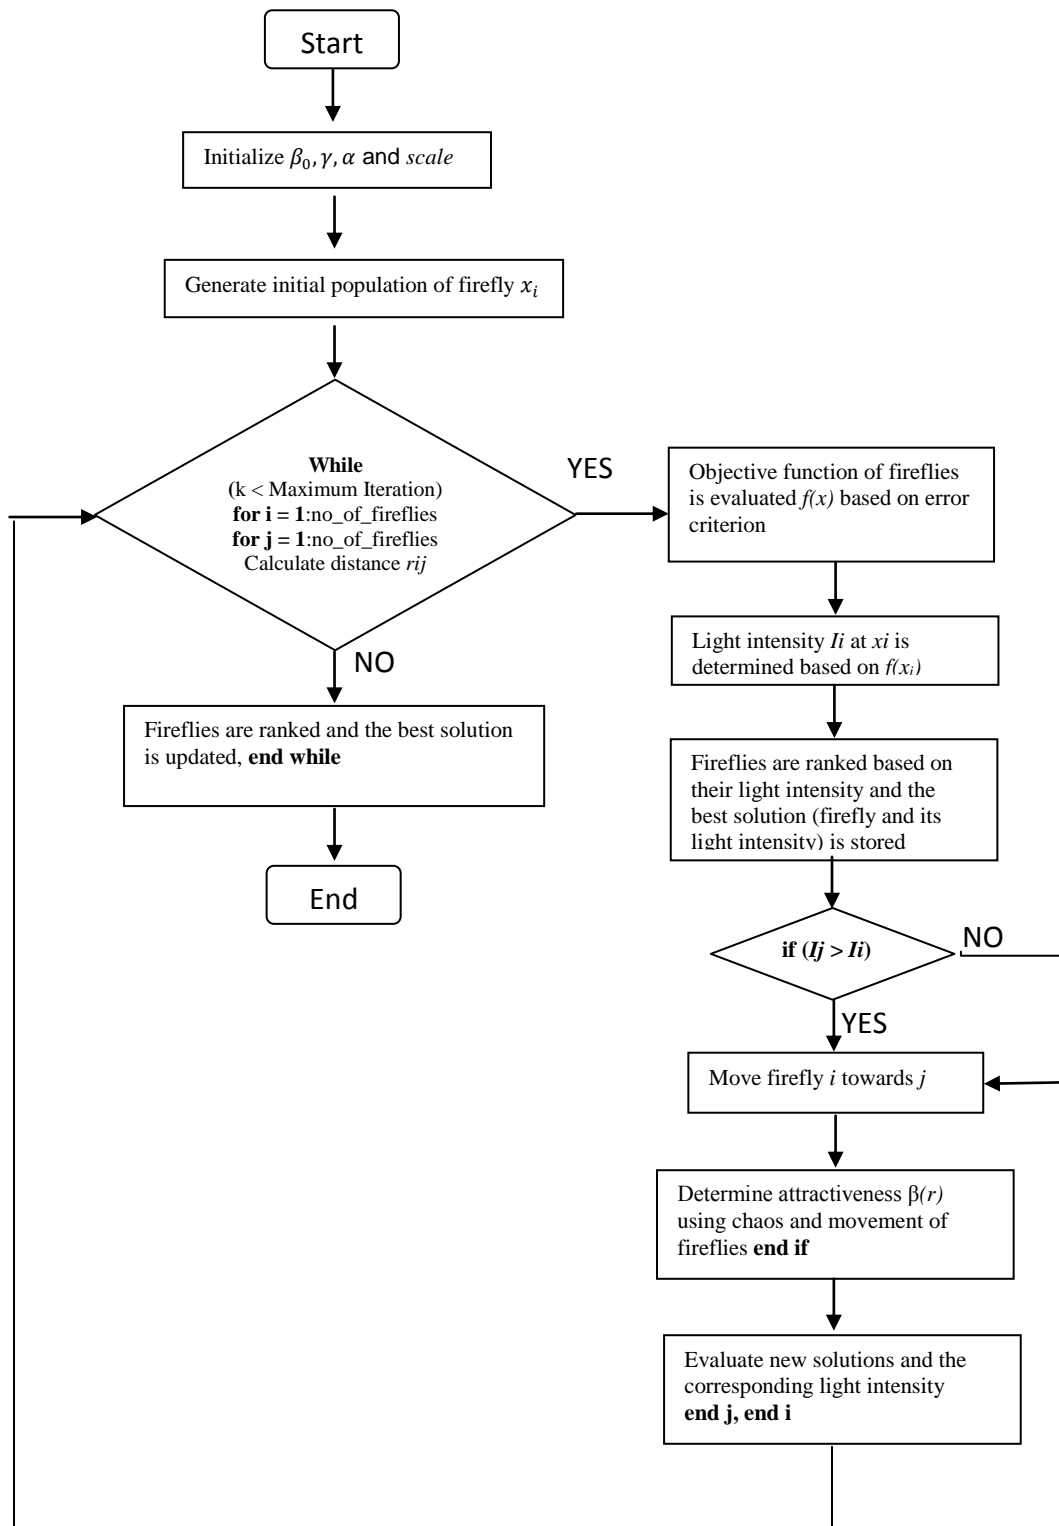 Start
Initialize β₀, γ, α and scale
Generate initial population of firefly xᵢ
While
(k < Maximum Iteration)
for i = 1:no_of_fireflies
for j = 1:no_of_fireflies
Calculate distance rij
YES
Objective function of fireflies
is evaluated f(x) based on error
criterion
Light intensity Ii at xi is
determined based on f(xᵢ)
NO
Fireflies are ranked and the best solution
is updated, end while
Fireflies are ranked based on
their light intensity and the
best solution (firefly and its
light intensity) is stored
End
if (Ij > Ii)
NO
YES
Move firefly i towards j
Determine attractiveness β(r)
using chaos and movement of
fireflies end if
Evaluate new solutions and the
corresponding light intensity
end j, end i